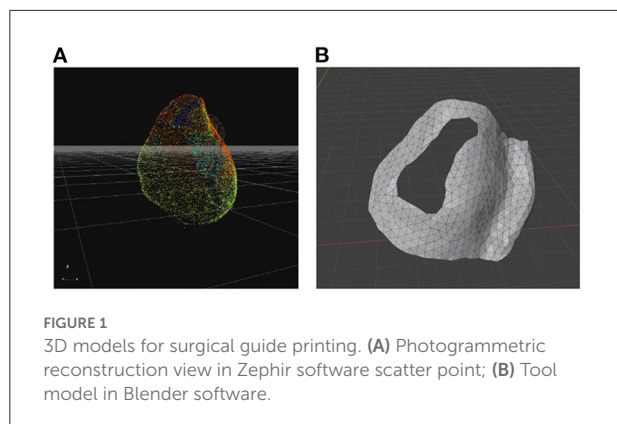 A
B
FIGURE 1
3D models for surgical guide printing. (A) Photogrammetric
reconstruction view in Zephir software scatter point; (B) Tool
model in Blender software.